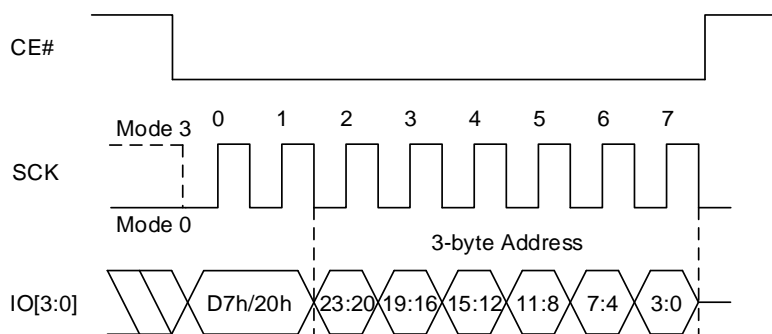 CE#
Mode 3 0 1 2 3 4 5 6 7
SCK
Mode 0
3-byte Address
IO[3:0] D7h/20h 23:20 19:16 15:12 11:8 7:4 3:0